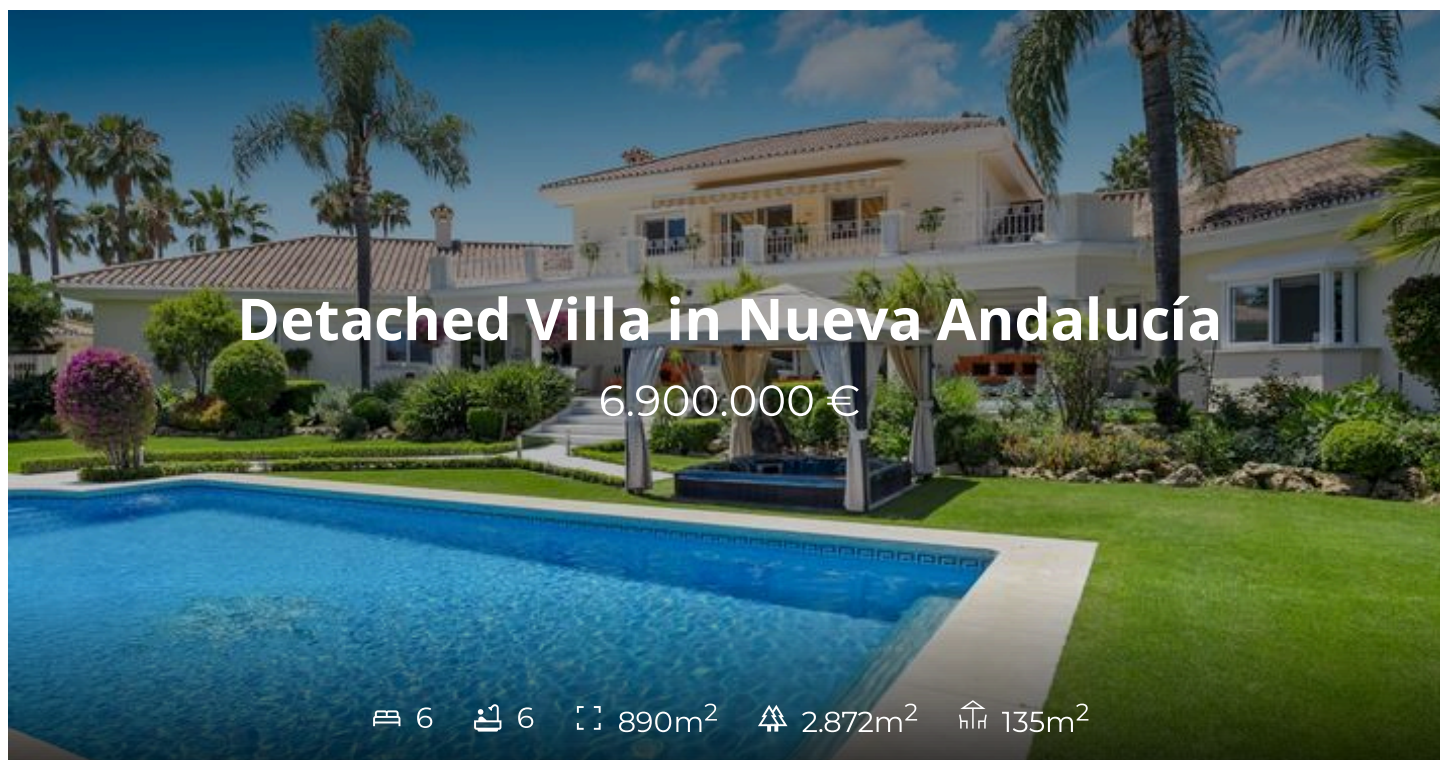 Detached Villa in Nueva Andalucía
6.900.000 €
6 6 890m² 2.872m² 135m²